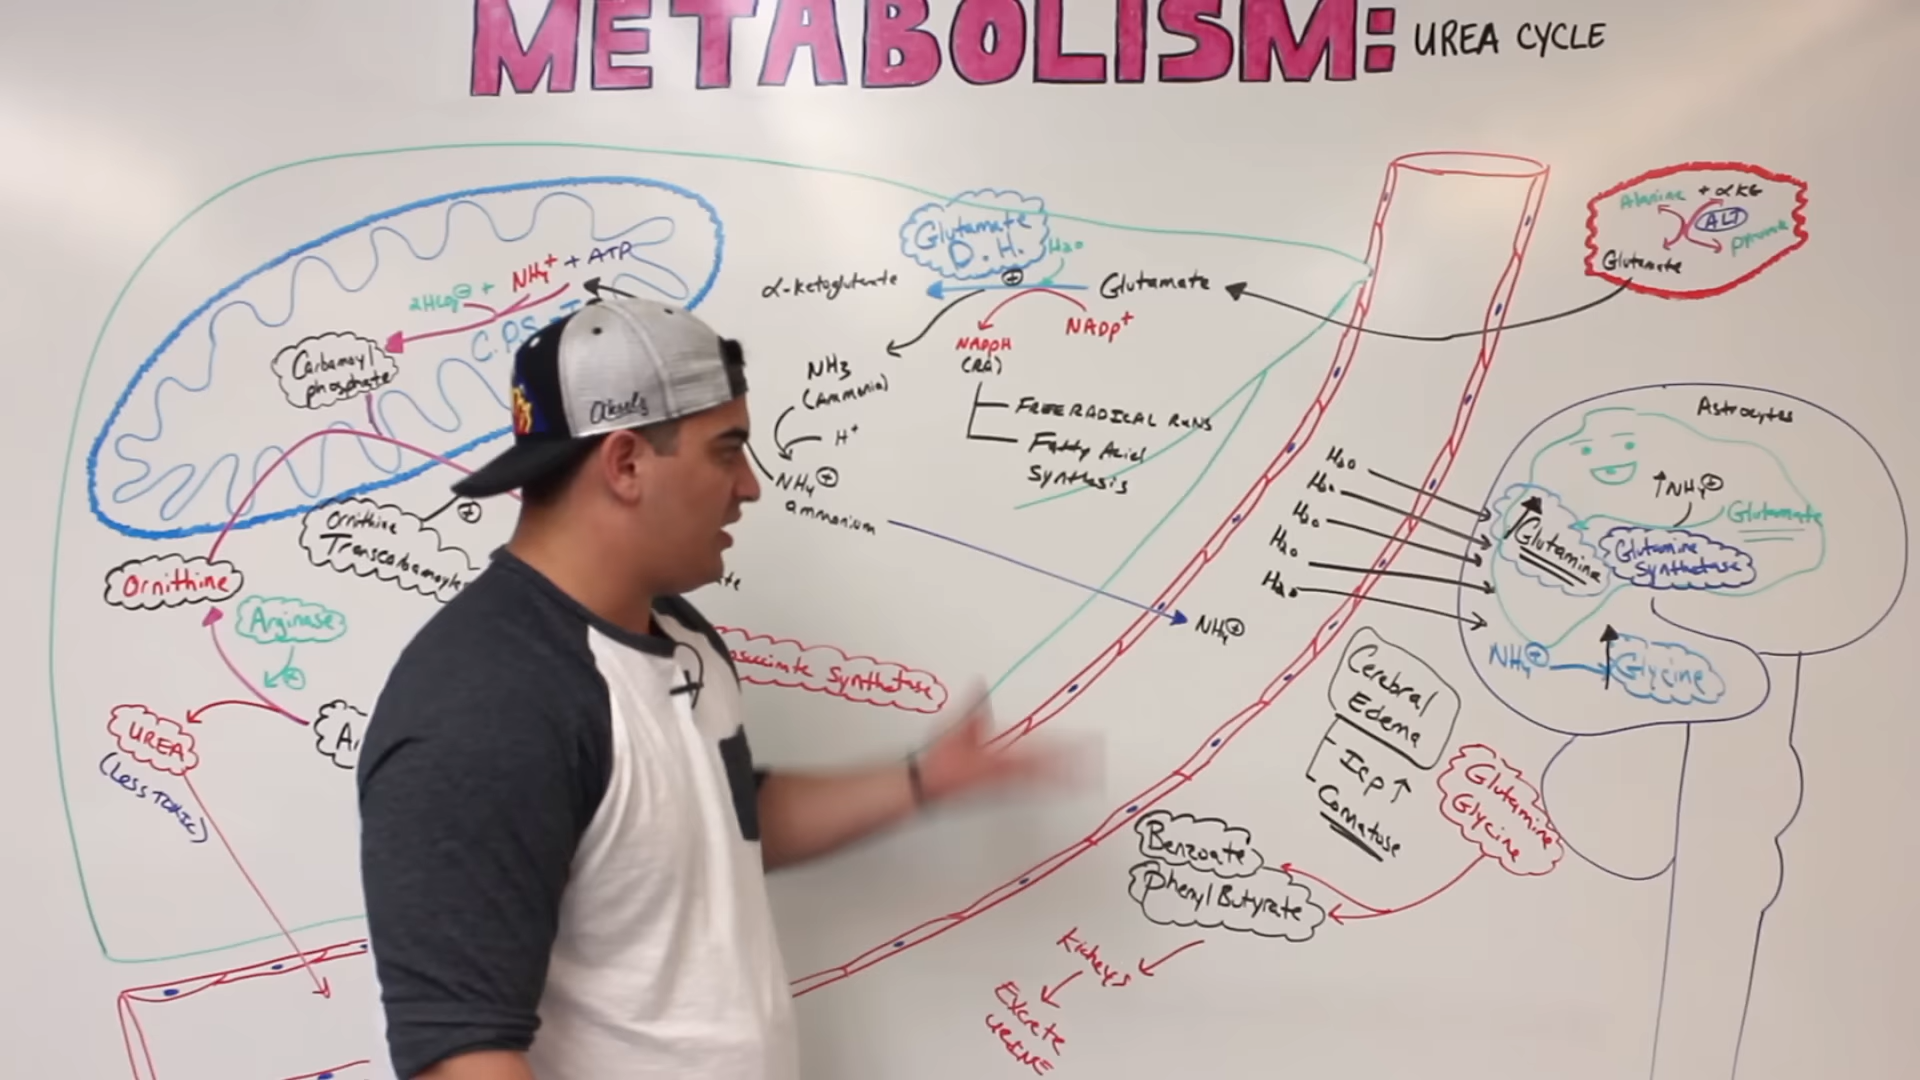 METABOLISM: UREA CYCLE
2HCO3⊖ + NH4+ + ATP
C.P.S
Carbamoyl
phosphate
Ornithine
Transcarbamoylase
⊕
Ornithine
Arginase
⊕
UREA
(LESS TOXIC)
Glutamate
D.H.
H2O
⊕
α-ketoglutarate
Glutamate
NADP+
NADPH
(RA)
FREE RADICAL RXNS
Fatty Acid
Synthesis
NH3
(Ammonia)
H+
NH4⊕
ammonium
NH4⊕
Synthetase
Alanine + αKG
ALT
pyruvate
Glutamate
H2O
H2O
H2O
H2O
H2O
Astrocytes
↑NH4⊕
Glutamate
Glutamine
Glutamine
Synthetase
NH4⊕
Glycine
Cerebral
Edema
ICP↑
Comatose
Glutamine
Glycine
Benzoate
Phenyl Butyrate
Kidneys
Excrete
URINE